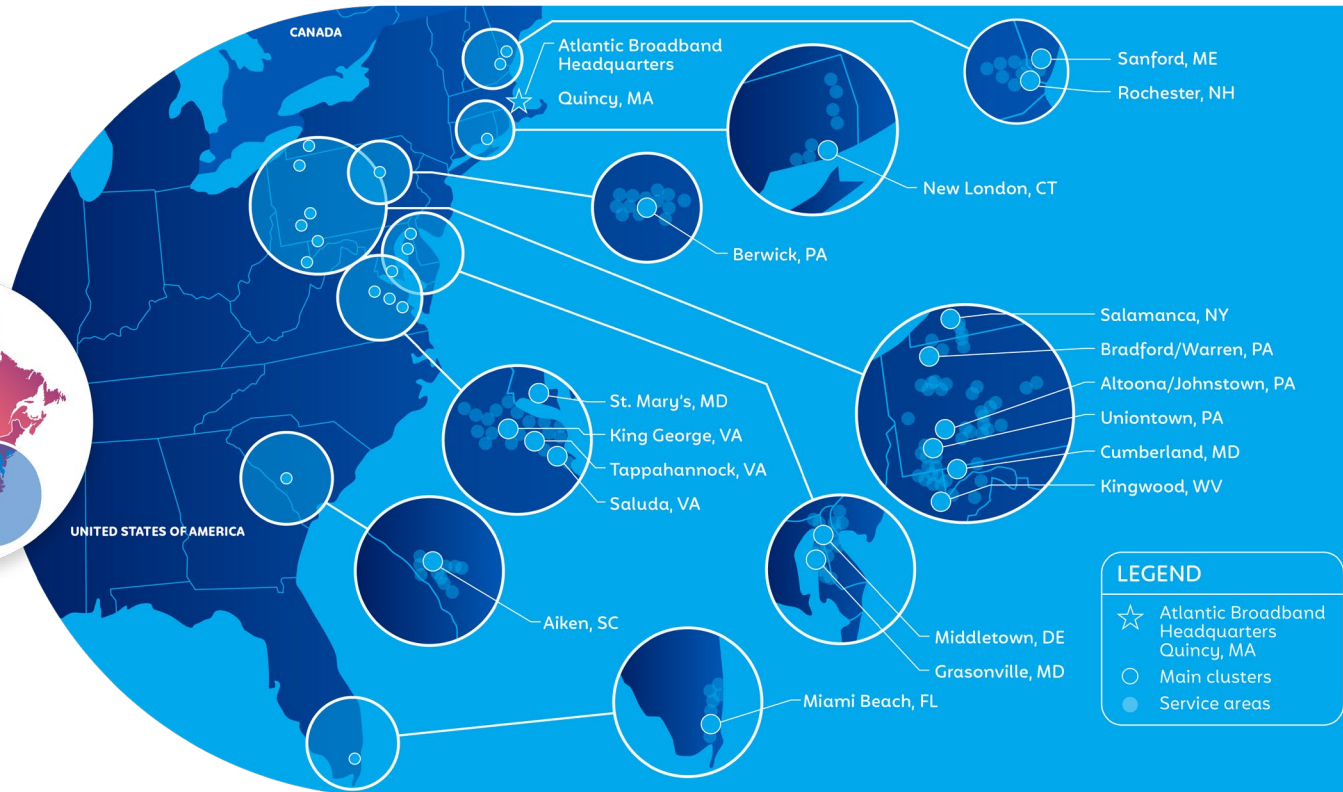 CANADA
Atlantic Broadband
Headquarters
Quincy, MA
Sanford, ME
Rochester, NH
New London, CT
Berwick, PA
Salamanca, NY
Bradford/Warren, PA
Altoona/Johnstown, PA
Uniontown, PA
Cumberland, MD
Kingwood, WV
St. Mary's, MD
King George, VA
Tappahannock, VA
Saluda, VA
UNITED STATES OF AMERICA
Aiken, SC
Middletown, DE
Grasonville, MD
Miami Beach, FL
LEGEND
Atlantic Broadband
Headquarters
Quincy, MA
Main clusters
Service areas